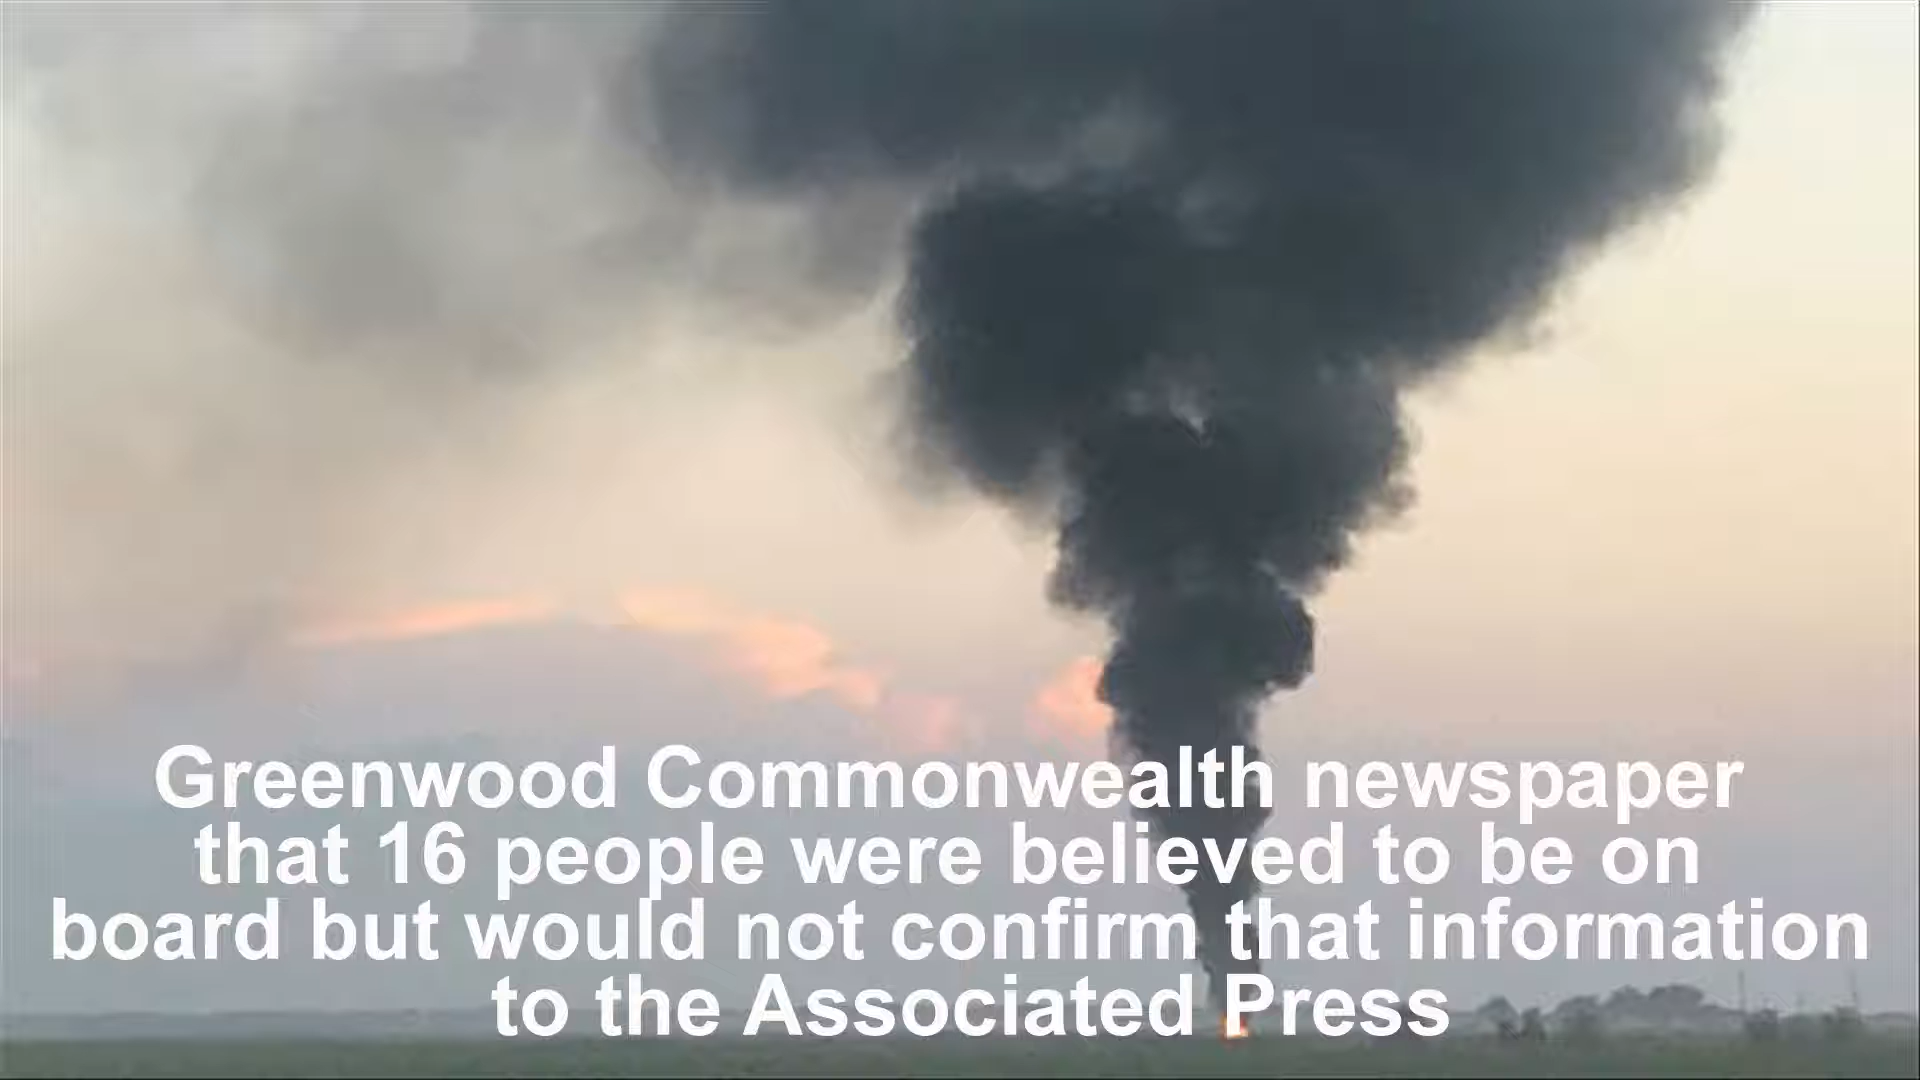 Greenwood Commonwealth newspaper
that 16 people were believed to be on
board but would not confirm that information
to the Associated Press